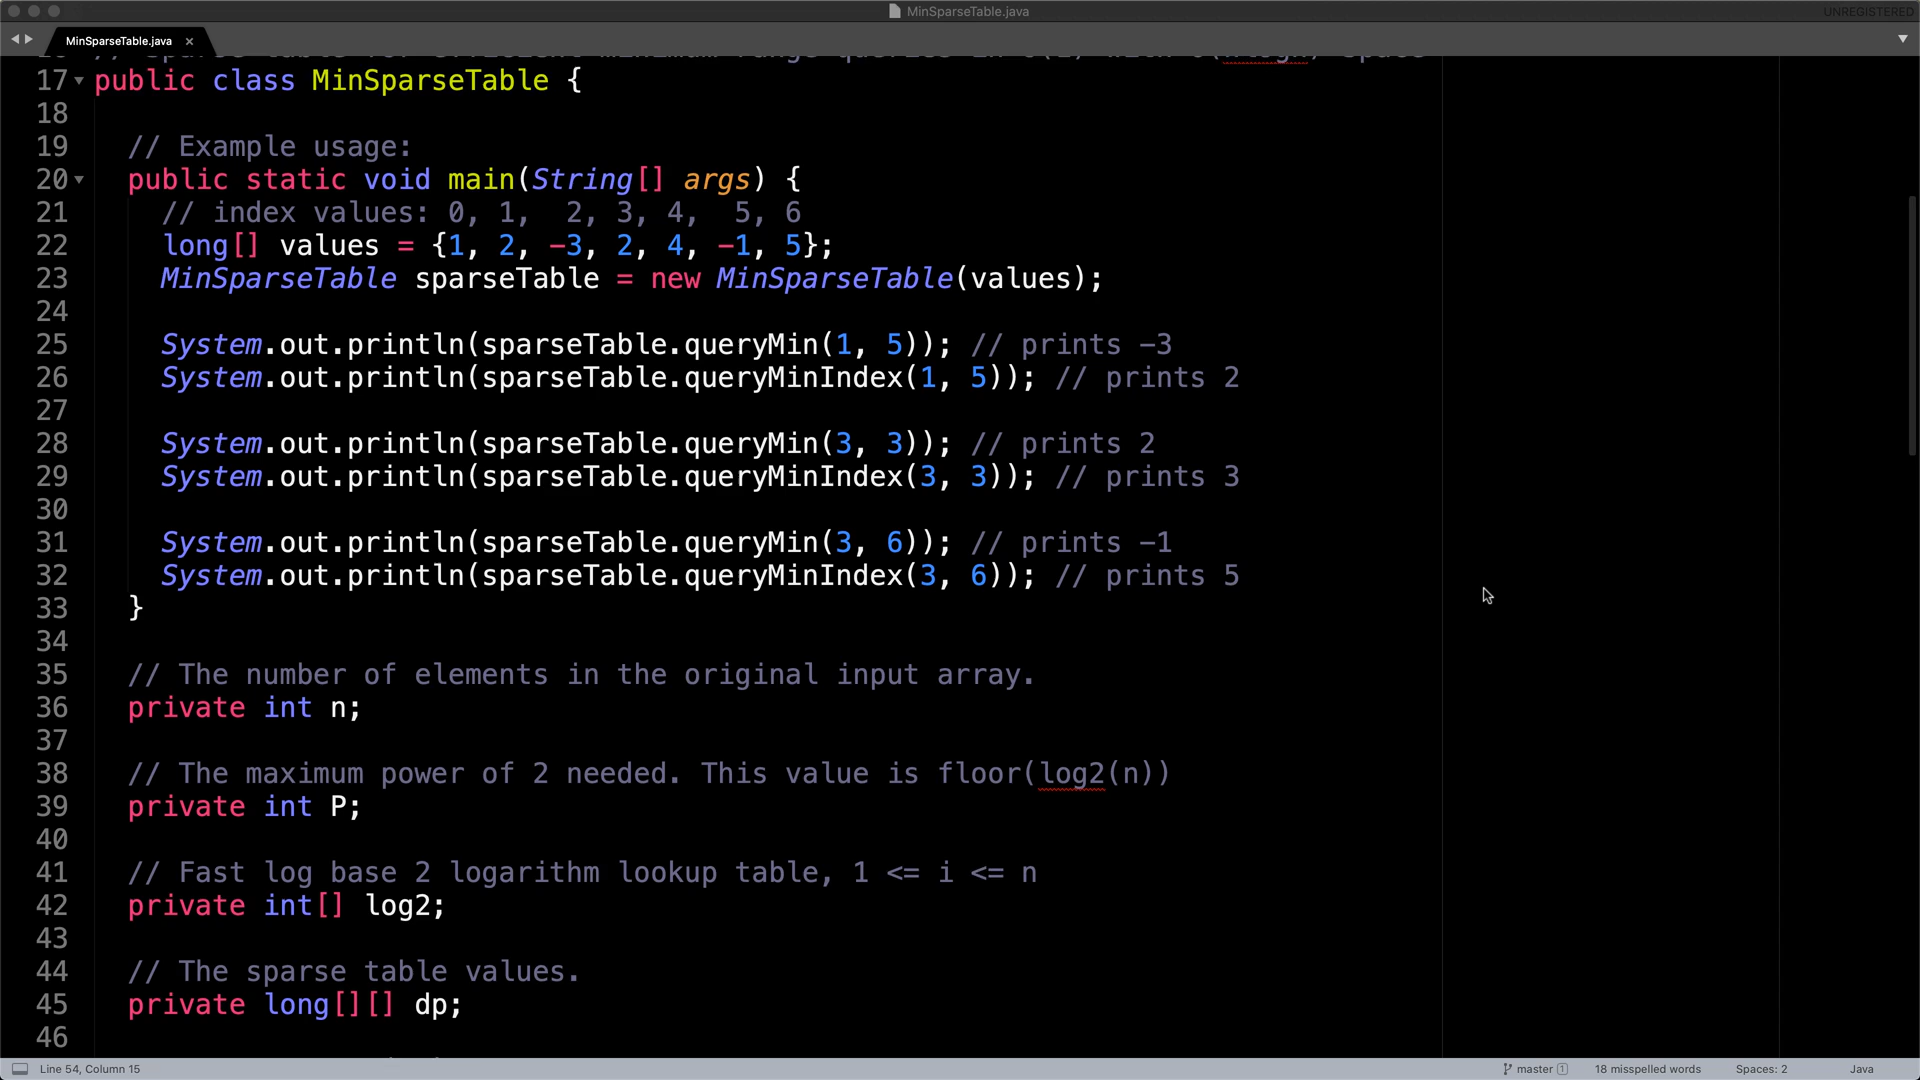 MinSparseTable.java
UNREGISTERED
MinSparseTable.java ×
17 public class MinSparseTable {
18
19 // Example usage:
20 public static void main(String[] args) {
21 // index values: 0, 1, 2, 3, 4, 5, 6
22 long[] values = {1, 2, −3, 2, 4, −1, 5};
23 MinSparseTable sparseTable = new MinSparseTable(values);
24
25 System.out.println(sparseTable.queryMin(1, 5)); // prints −3
26 System.out.println(sparseTable.queryMinIndex(1, 5)); // prints 2
27
28 System.out.println(sparseTable.queryMin(3, 3)); // prints 2
29 System.out.println(sparseTable.queryMinIndex(3, 3)); // prints 3
30
31 System.out.println(sparseTable.queryMin(3, 6)); // prints −1
32 System.out.println(sparseTable.queryMinIndex(3, 6)); // prints 5
33 }
34
35 // The number of elements in the original input array.
36 private int n;
37
38 // The maximum power of 2 needed. This value is floor(log2(n))
39 private int P;
40
41 // Fast log base 2 logarithm lookup table, 1 <= i <= n
42 private int[] log2;
43
44 // The sparse table values.
45 private long[][] dp;
46
Line 54, Column 15 master 1 18 misspelled words Spaces: 2 Java